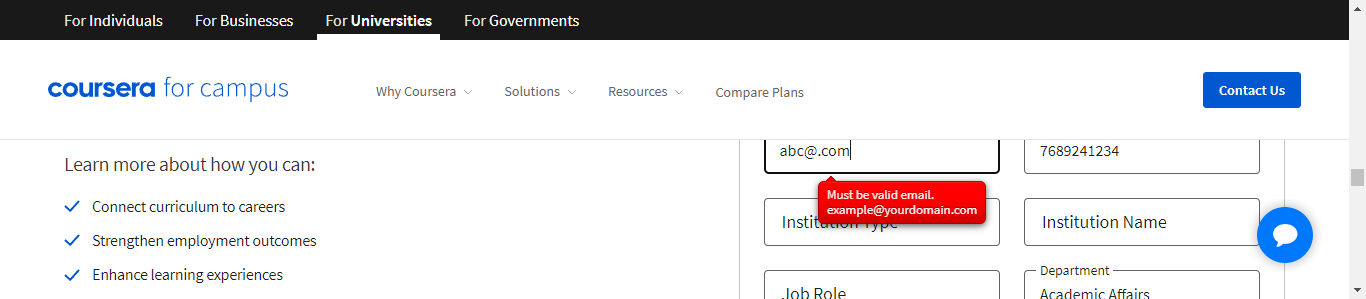 For Individuals For Businesses For Universities For Governments
coursera for campus Why Coursera Solutions Resources Compare Plans Contact Us
Learn more about how you can:
Connect curriculum to careers
Strengthen employment outcomes
Enhance learning experiences
abc@.com 7689241234
Must be valid email.
example@yourdomain.com
Institution Type Institution Name
Job Role Department
Academic Affairs